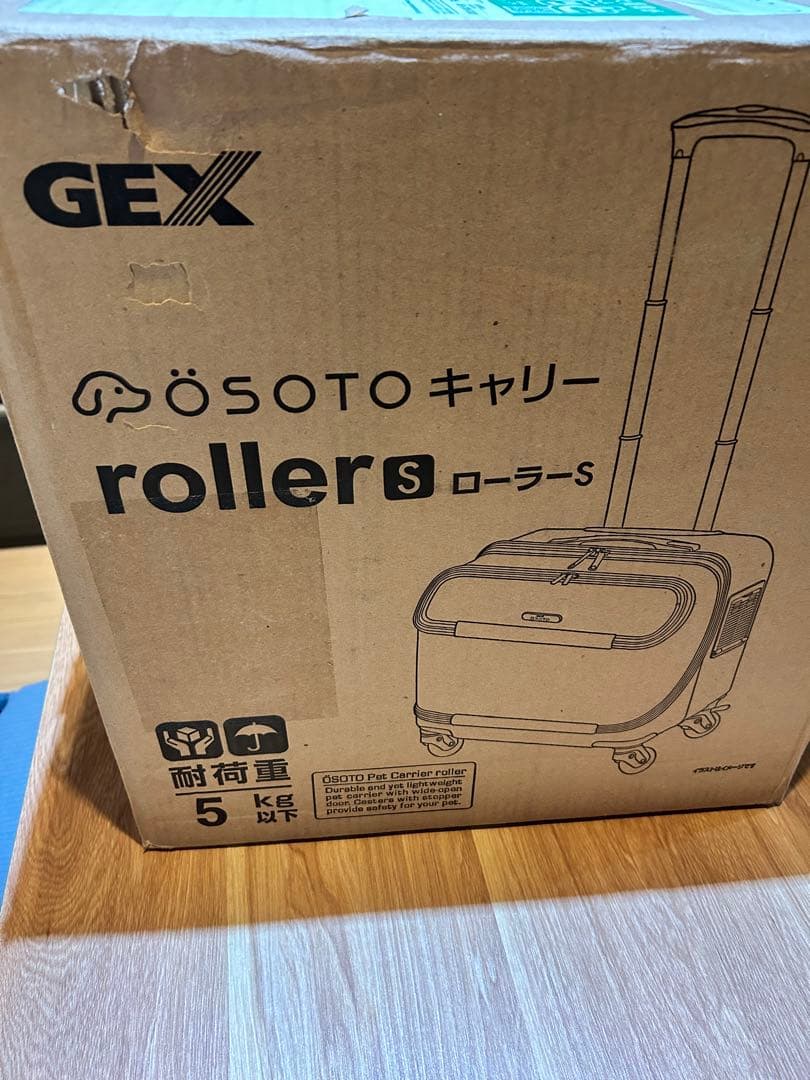 GEX
ÖSOTO キャリー
roller S ローラーS
耐荷重
5 kg以下
ÖSOTO Pet Carrier roller
Durable and yet lightweight
pet carrier with wide-open
door. Casters with stopper
provide safety for your pet.
イラストはイメージです